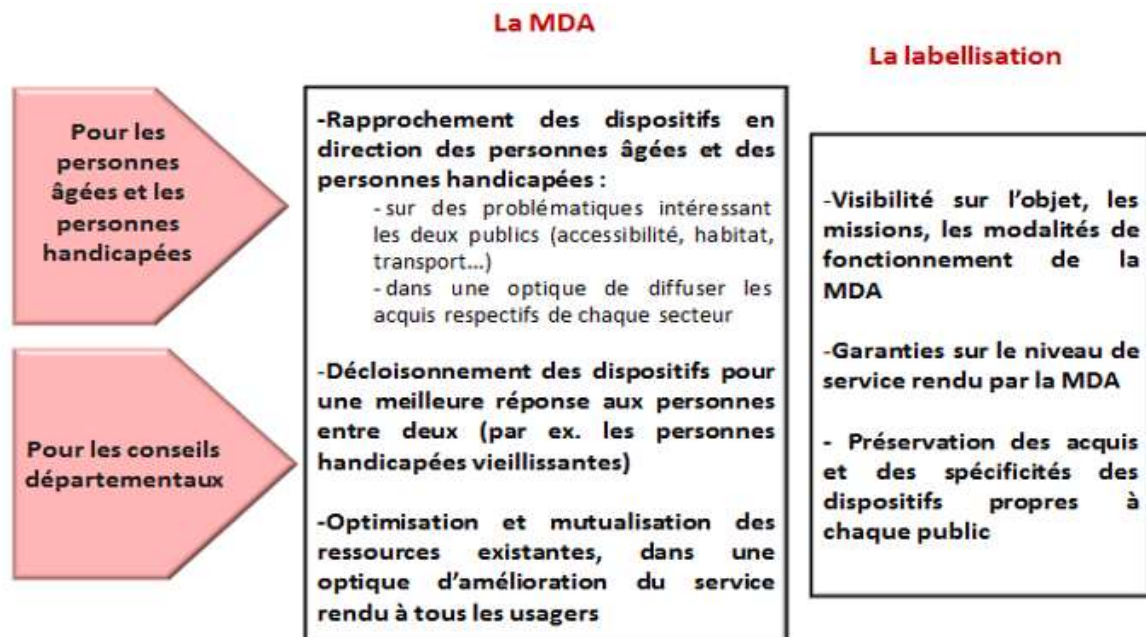 La MDA
La labellisation
Pour les
personnes
âgées et les
personnes
handicapées
Pour les conseils
départementaux
-Rapprochement des dispositifs en
direction des personnes âgées et des
personnes handicapées :
- sur des problématiques intéressant
les deux publics (accessibilité, habitat,
transport...)
- dans une optique de diffuser les
acquis respectifs de chaque secteur
-Décloisonnement des dispositifs pour
une meilleure réponse aux personnes
entre deux (par ex. les personnes
handicapées vieillissantes)
-Optimisation et mutualisation des
ressources existantes, dans une
optique d’amélioration du service
rendu à tous les usagers
-Visibilité sur l’objet, les
missions, les modalités de
fonctionnement de la
MDA
-Garanties sur le niveau de
service rendu par la MDA
- Préservation des acquis
et des spécificités des
dispositifs propres à
chaque public